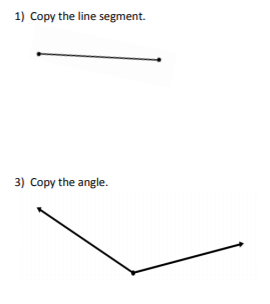 1) Copy the line segment.
3) Copy the angle.